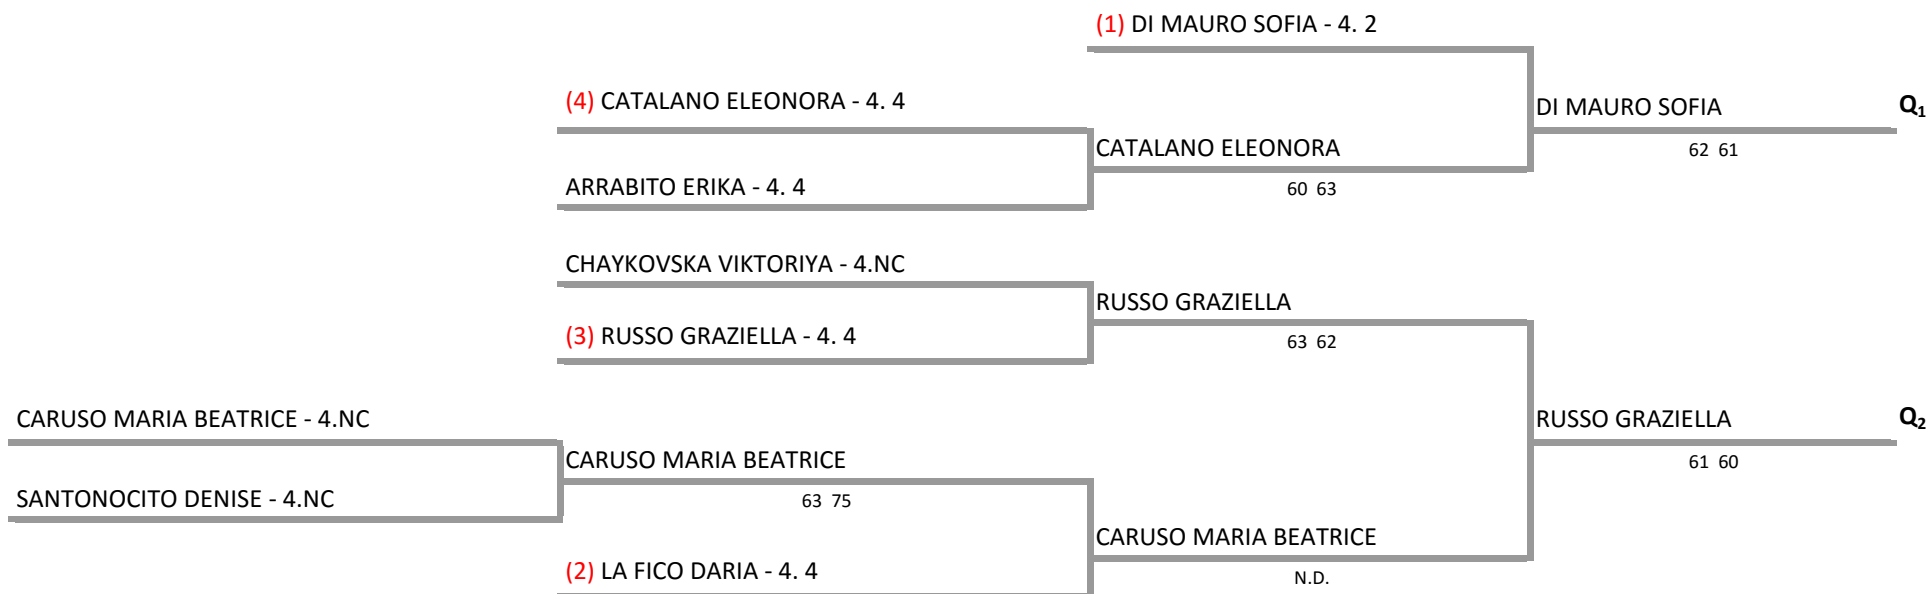 (1) DI MAURO SOFIA - 4. 2
(4) CATALANO ELEONORA - 4. 4
DI MAURO SOFIA
Q1
CATALANO ELEONORA
62 61
ARRABITO ERIKA - 4. 4
60 63
CHAYKOVSKA VIKTORIYA - 4.NC
RUSSO GRAZIELLA
(3) RUSSO GRAZIELLA - 4. 4
63 62
CARUSO MARIA BEATRICE - 4.NC
RUSSO GRAZIELLA
Q2
CARUSO MARIA BEATRICE
61 60
SANTONOCITO DENISE - 4.NC
63 75
CARUSO MARIA BEATRICE
(2) LA FICO DARIA - 4. 4
N.D.